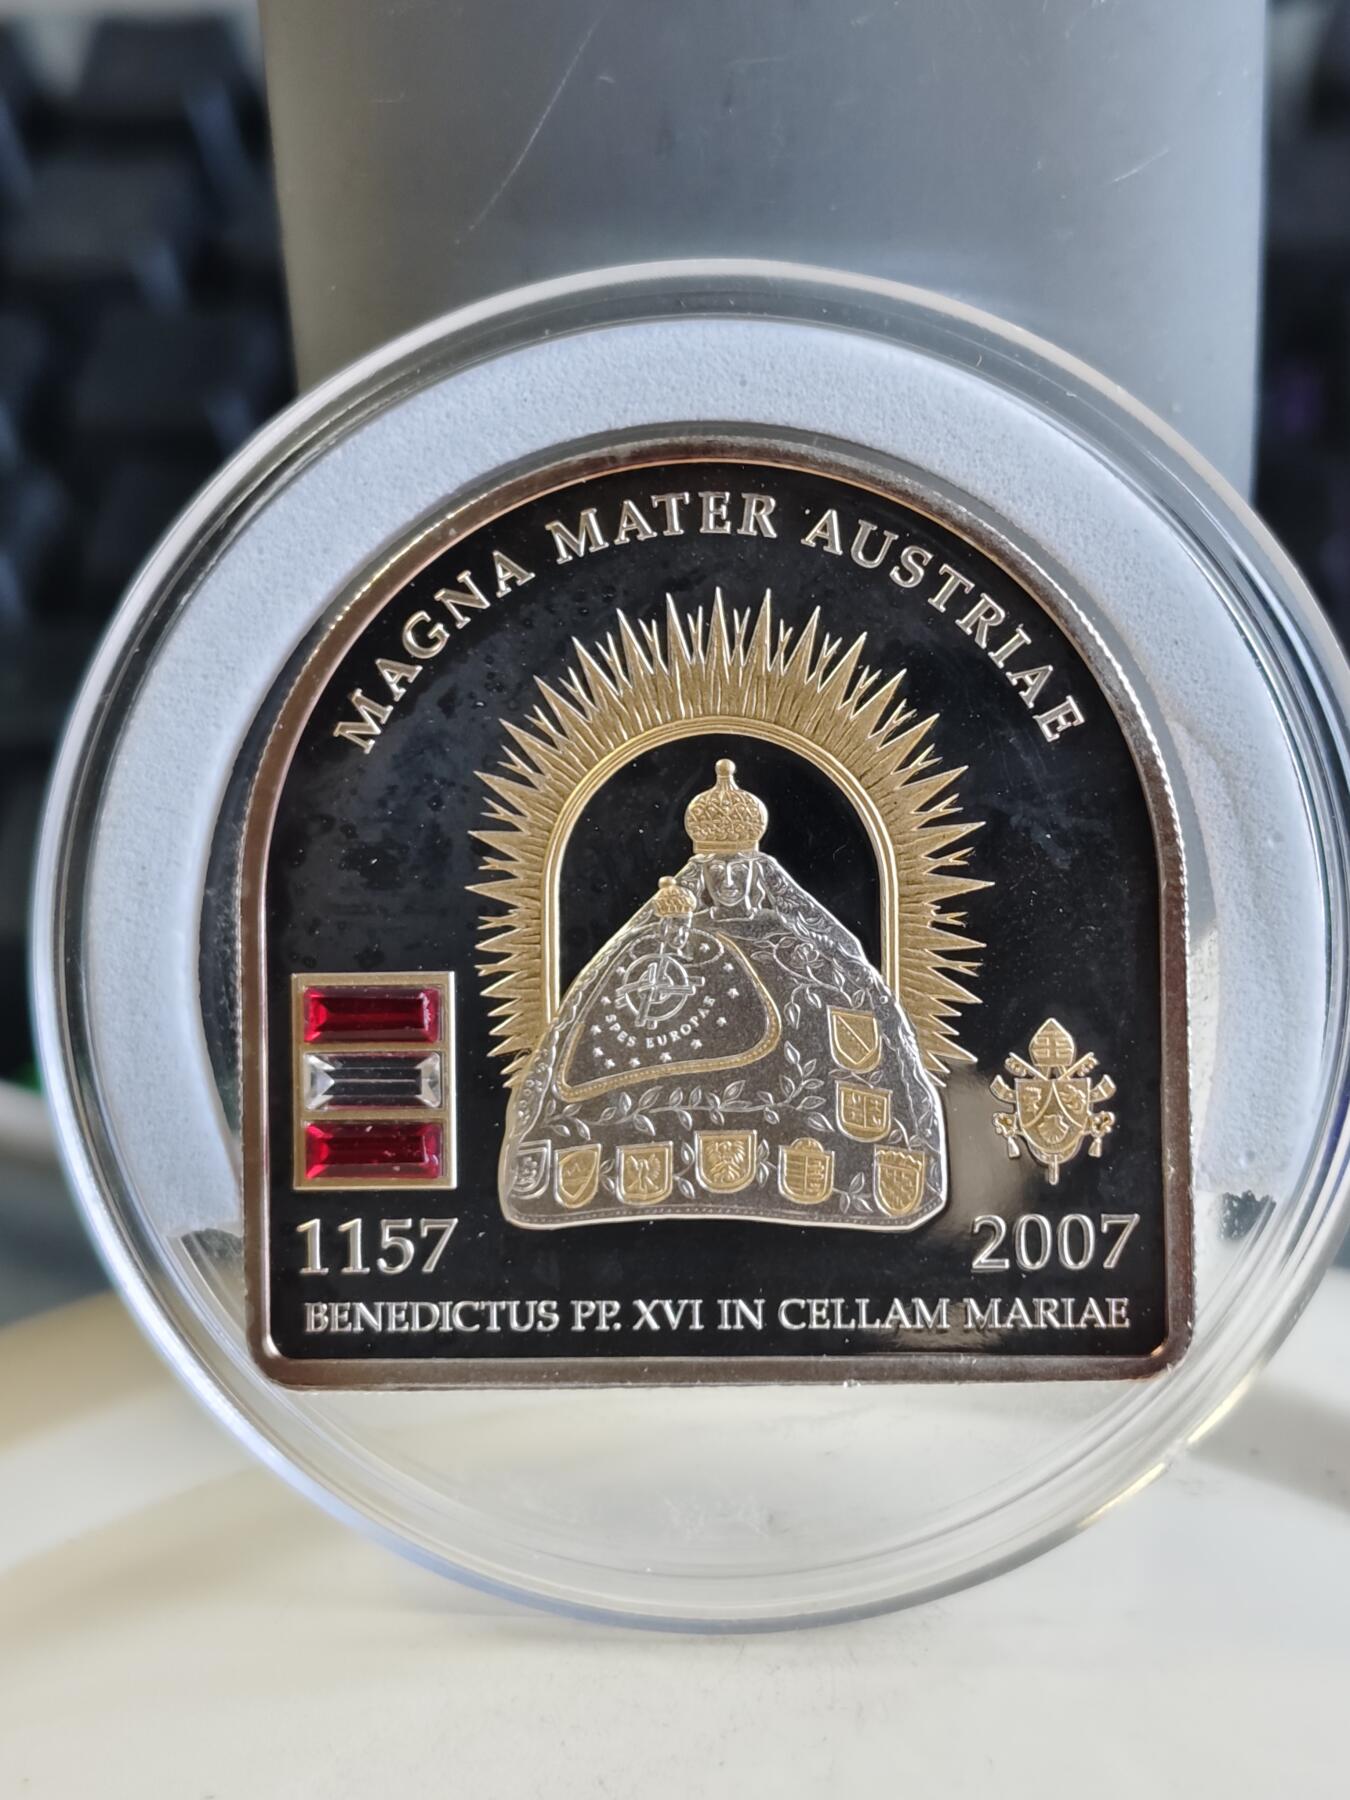 MAGNA MATER AUSTRIAE
SPES EUROPAE
1157
2007
BENEDICTUS PP. XVI IN CELLAM MARIAE